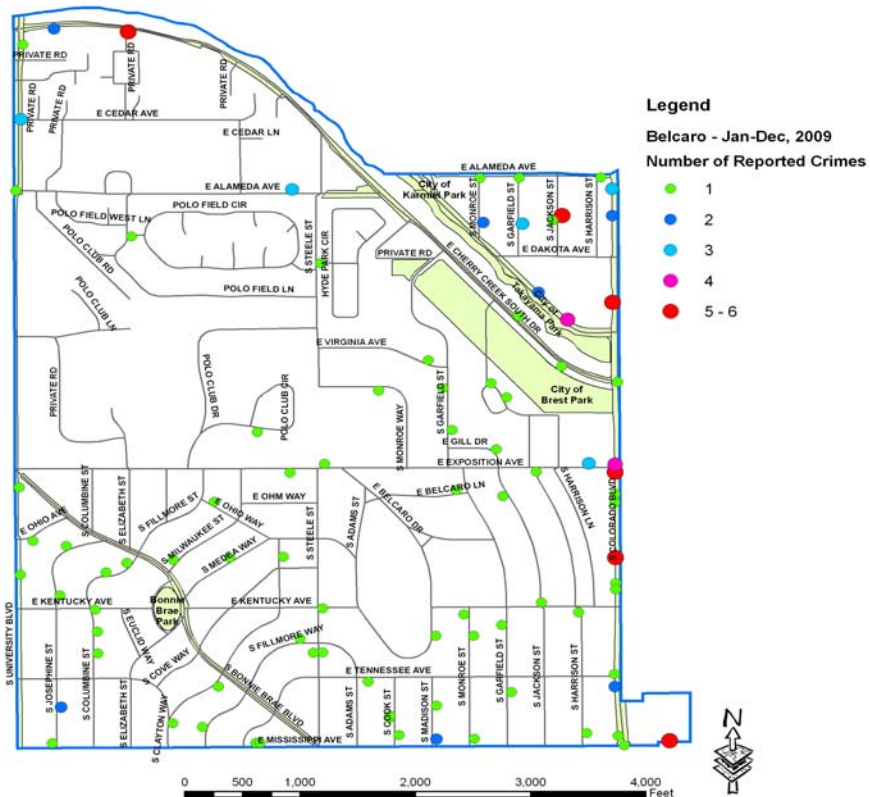 PRIVATE RD
PRIVATE RD
PRIVATE RD
PRIVATE RD
PRIVATE RD
E CEDAR AVE
E CEDAR LN
E ALAMEDA AVE
E ALAMEDA AVE
City of
Karmiel Park
S MONROE ST
S GARFIELD ST
S JACKSON ST
S HARRISON ST
POLO FIELD CIR
POLO FIELD WEST LN
POLO CLUB RD
S STEELE ST
HYDE PARK CIR
PRIVATE RD
E DAKOTA AVE
E CHERRY CREEK SOUTH DR
City of
Takayama Park
POLO FIELD LN
POLO CLUB LN
E VIRGINIA AVE
PRIVATE RD
POLO CLUB DR
POLO CLUB CIR
S MONROE WAY
S GARFIELD ST
City of
Brest Park
E GILL DR
E EXPOSITION AVE
S COLUMBINE ST
S ELIZABETH ST
S FILLMORE ST
E OHIO AVE
E OHIO WAY
E OHM WAY
S ADAMS ST
E BELCARO DR
E BELCARO LN
S HARRISON LN
S COLORADO BLVD
S MILWAUKEE ST
S MEDEA WAY
S STEELE ST
Bonnie
Brae
Park
E KENTUCKY AVE
E KENTUCKY AVE
S UNIVERSITY BLVD
S JOSEPHINE ST
S COLUMBINE ST
S EUCLID WAY
S COVE WAY
S ELIZABETH ST
S CLAYTON WAY
S FILLMORE WAY
S BONNIE BRAE BLVD
E TENNESSEE AVE
S ADAMS ST
S COOK ST
S MADISON ST
S MONROE ST
S GARFIELD ST
S JACKSON ST
S HARRISON ST
E MISSISSIPPI AVE
Legend
Belcaro - Jan-Dec, 2009
Number of Reported Crimes
1
2
3
4
5 - 6
N
0 500 1,000 2,000 3,000 4,000
Feet